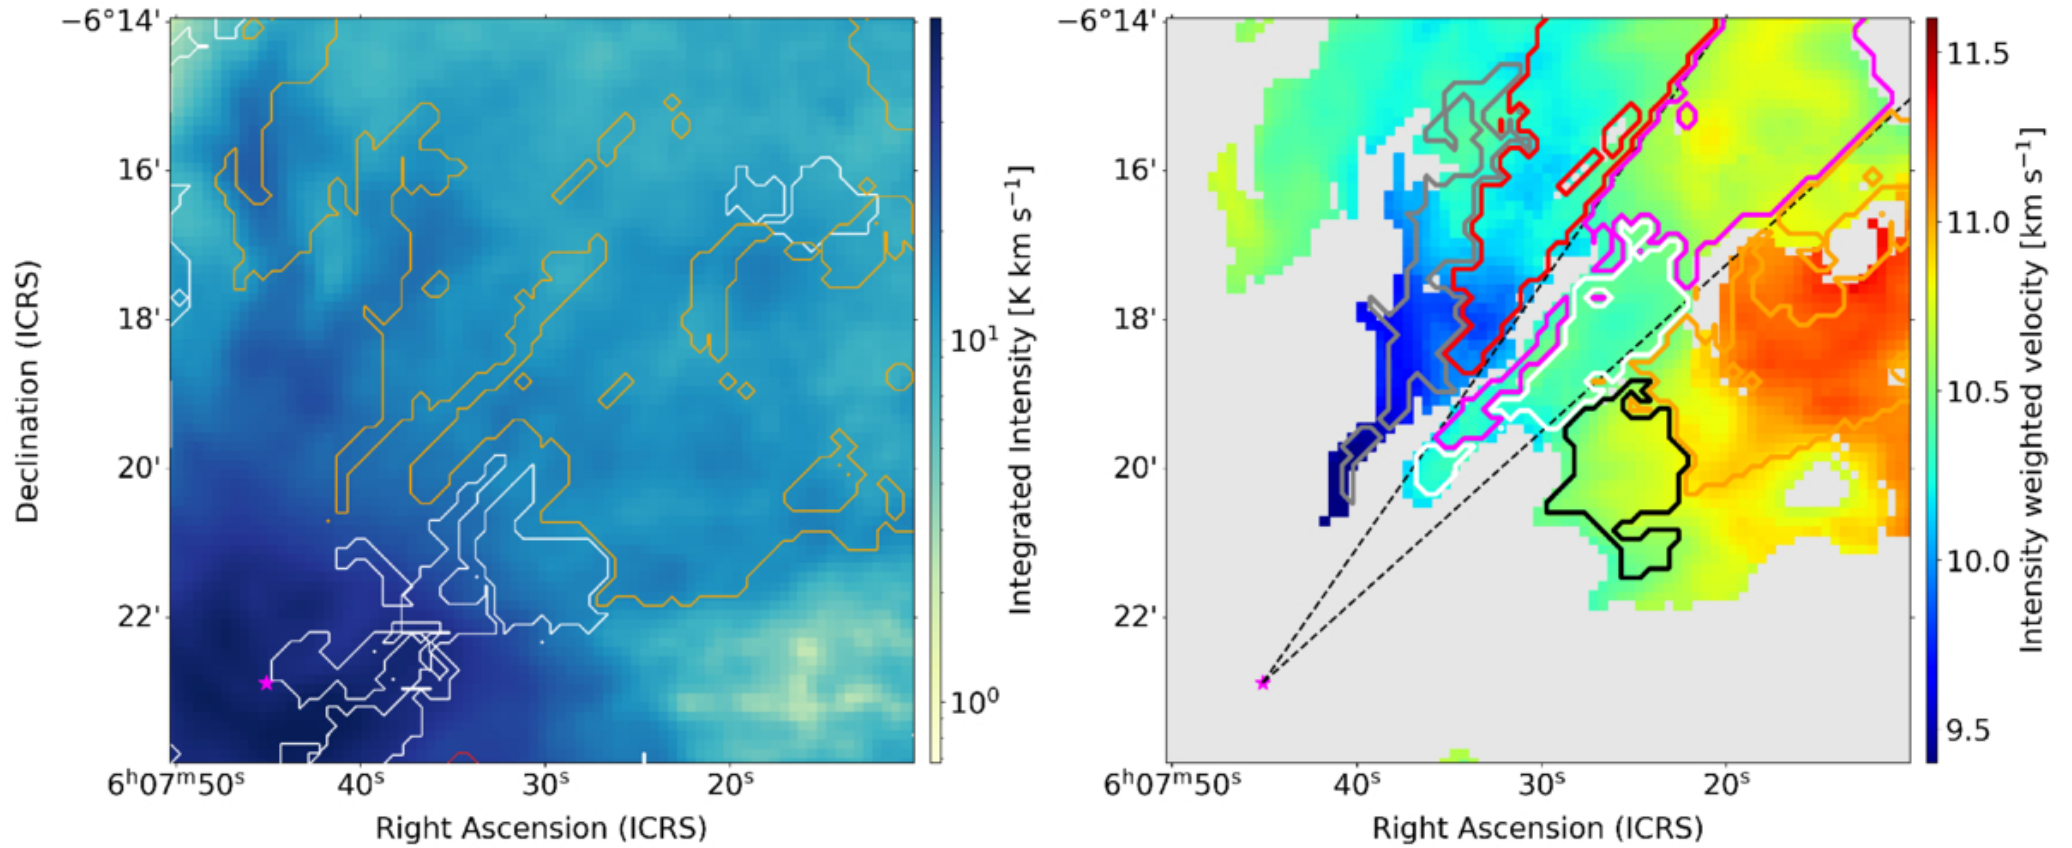 −6°14'
16'
18'
20'
22'
6ʰ07ᵐ50ˢ
40ˢ
30ˢ
20ˢ
Right Ascension (ICRS)
Declination (ICRS)
10¹
10⁰
Integrated Intensity [K km s⁻¹]
−6°14'
16'
18'
20'
22'
6ʰ07ᵐ50ˢ
40ˢ
30ˢ
20ˢ
Right Ascension (ICRS)
11.5
11.0
10.5
10.0
9.5
Intensity weighted velocity [km s⁻¹]